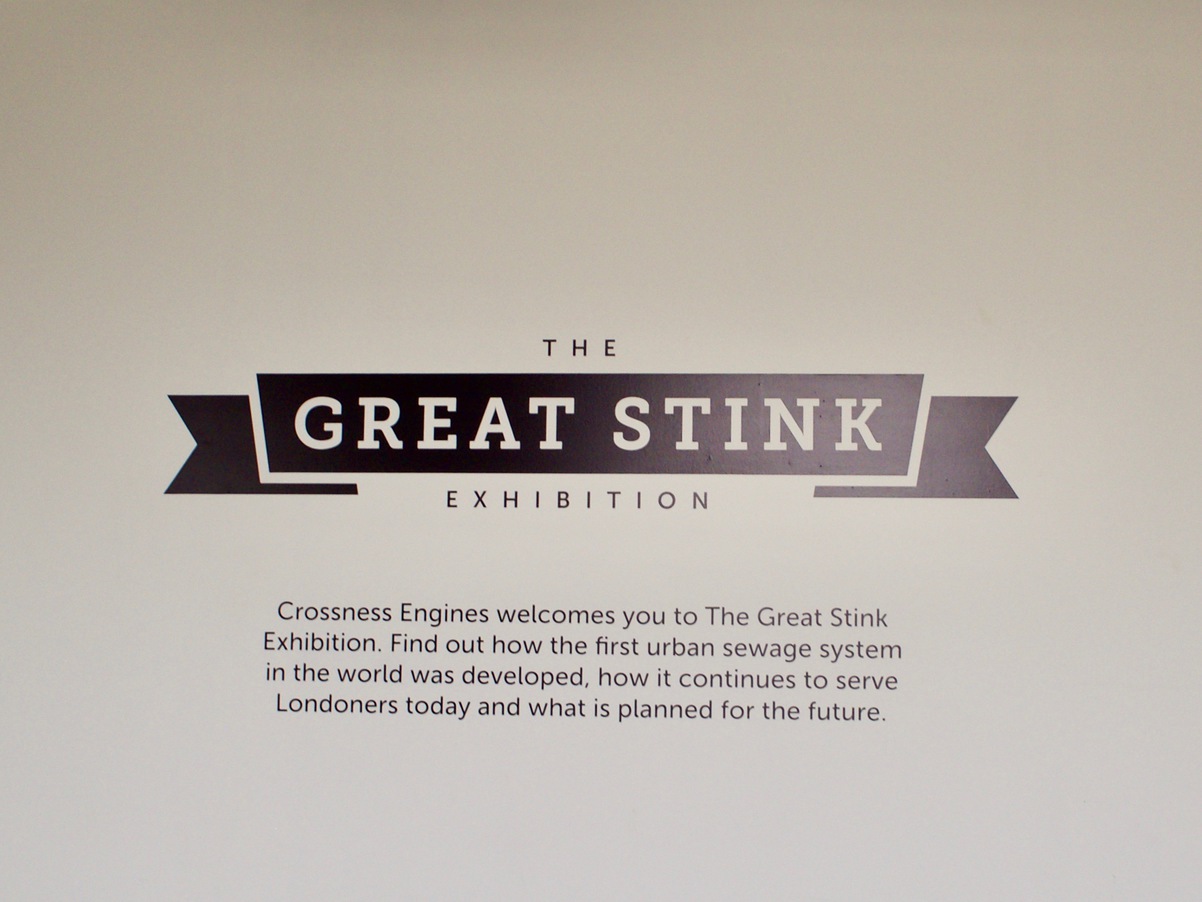 THE
GREAT STINK
EXHIBITION
Crossness Engines welcomes you to The Great Stink
Exhibition. Find out how the first urban sewage system
in the world was developed, how it continues to serve
Londoners today and what is planned for the future.